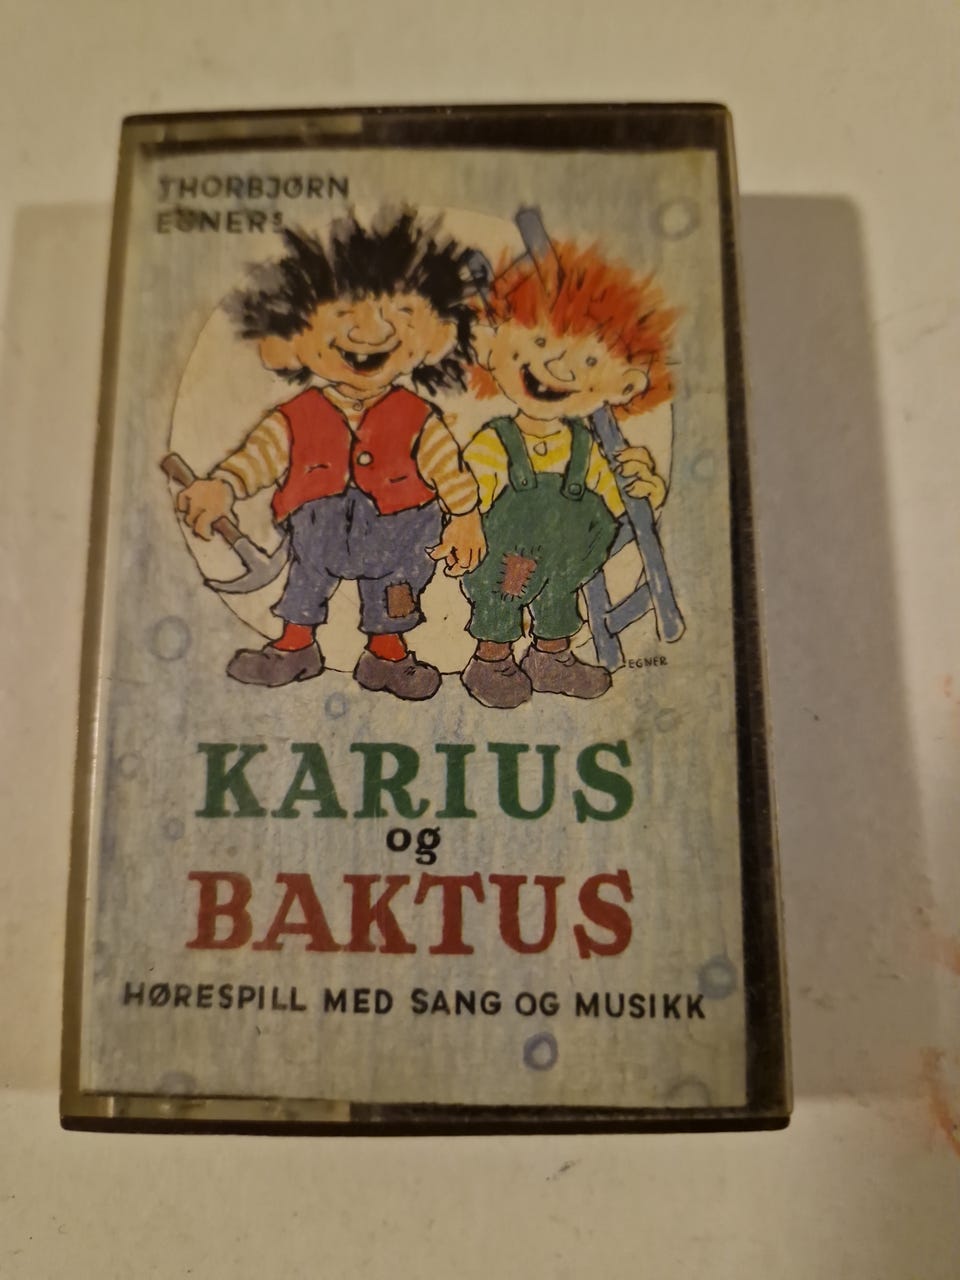 THORBJØRN
EGNERS
EGNER
KARIUS
og
BAKTUS
HØRESPILL MED SANG OG MUSIKK